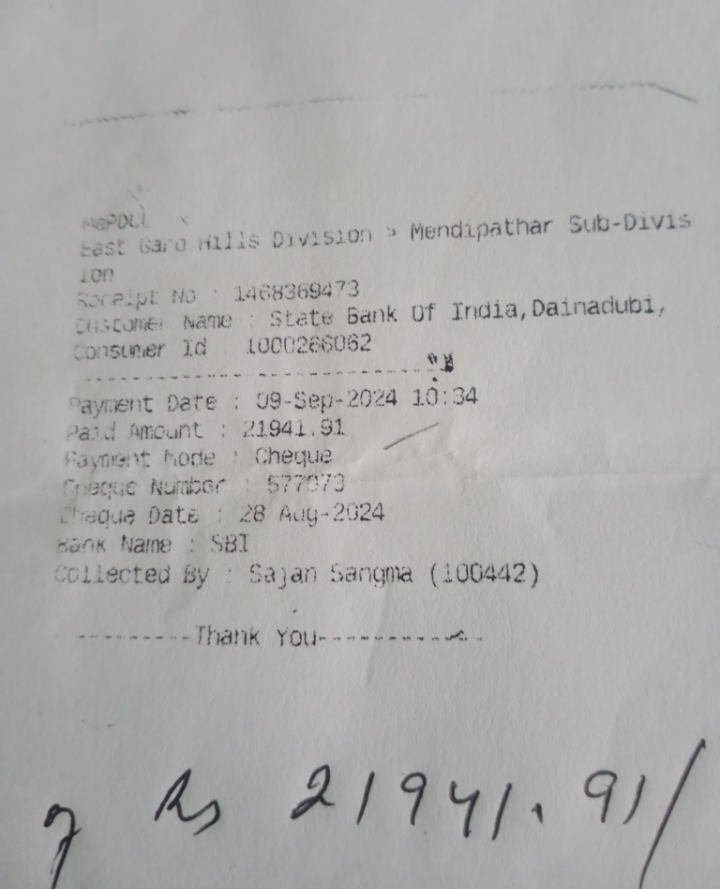 MePDCL
East Garo Hills Division > Mendipathar Sub-Divis
ion
Receipt No : 1468369473
Customer Name : State Bank Of India,Dainadubi,
Consumer Id : 1000266062
Payment Date : 09-Sep-2024 10:34
Paid Amount : 21941.91
Payment Mode : Cheque
Cheque Number : 577073
Cheque Date : 28 Aug-2024
Bank Name : SBI
Collected By : Sajan Sangma (100442)
---------Thank You-------------
Rs 21941.91/